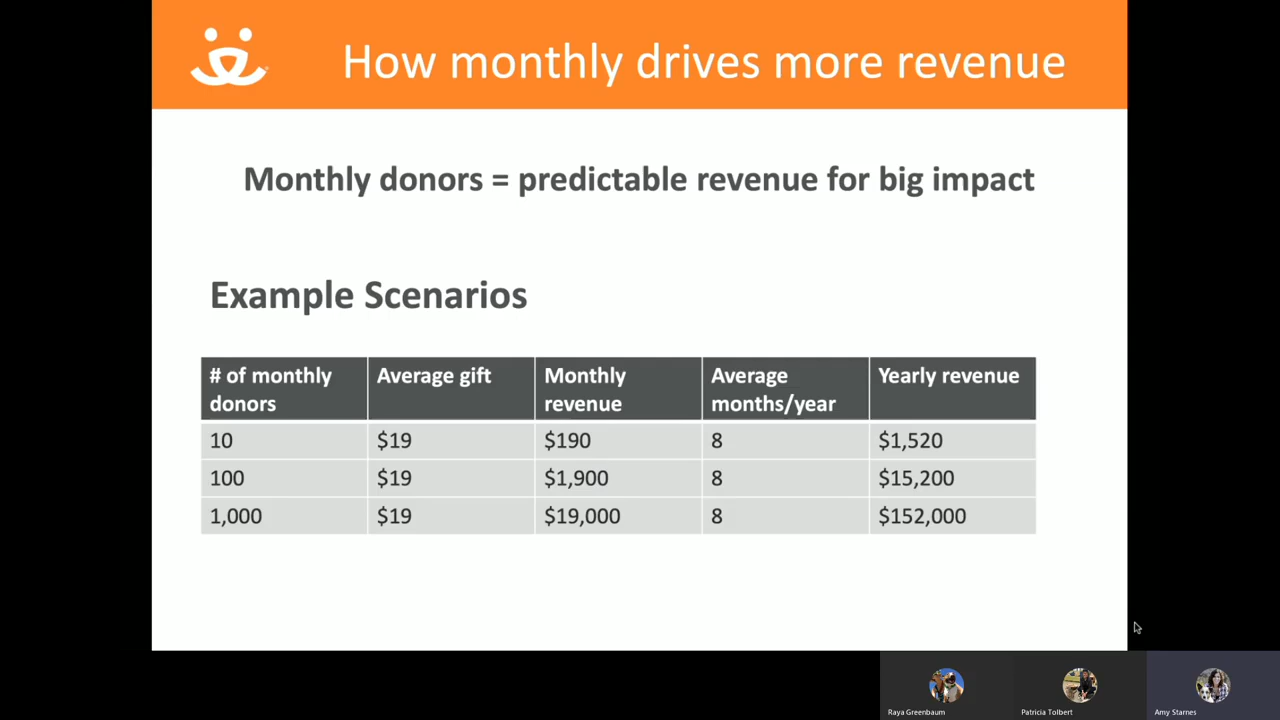 How monthly drives more revenue
Monthly donors = predictable revenue for big impact
Example Scenarios
# of monthly donors Average gift Monthly revenue Average months/year Yearly revenue
10 $19 $190 8 $1,520
100 $19 $1,900 8 $15,200
1,000 $19 $19,000 8 $152,000
Raya Greenbaum Patricia Tolbert Amy Starnes